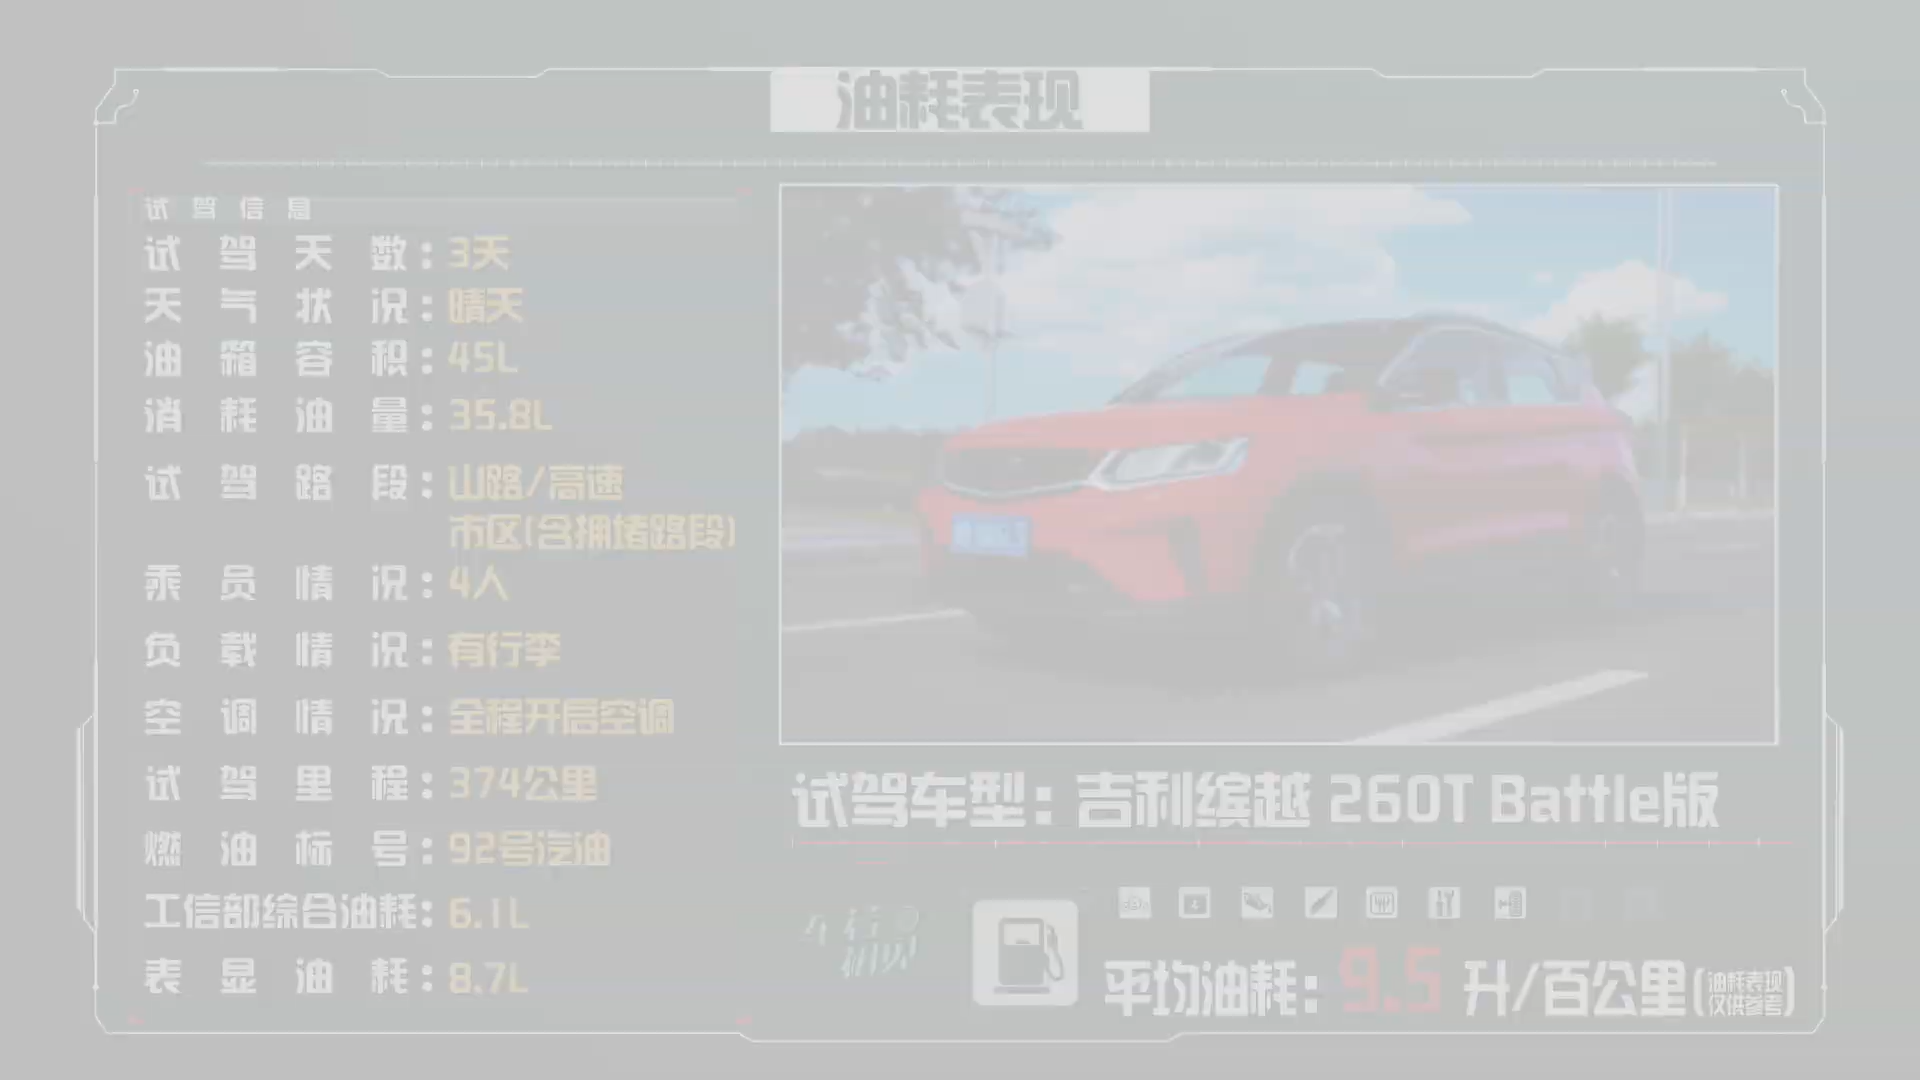 油耗表现
试驾信息
试驾天数：3天
天气状况：晴天
油箱容积：45L
消耗油量：35.8L
试驾路段：山路/高速
市区(含拥堵路段)
乘员情况：4人
负载情况：有行李
空调情况：全程开启空调
试驾里程：374公里
燃油标号：92号汽油
工信部综合油耗：6.1L
表显油耗：8.7L
试驾车型：吉利缤越 260T Battle版
平均油耗：9.5 升/百公里(油耗表现仅供参考)